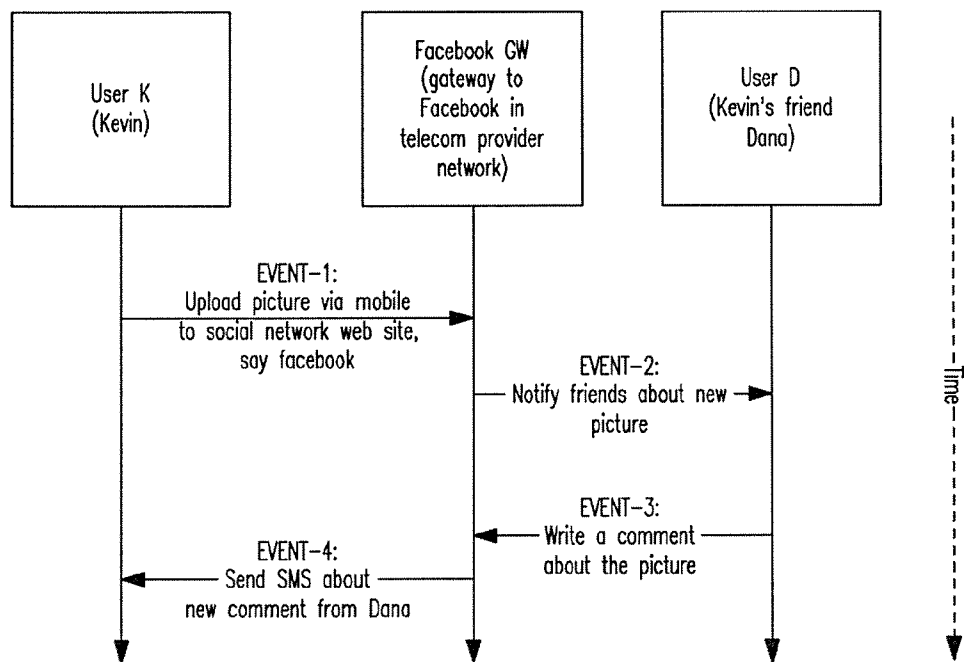 User K
(Kevin)
Facebook GW
(gateway to
Facebook in
telecom provider
network)
User D
(Kevin's friend
Dana)
EVENT-1:
Upload picture via mobile
to social network web site,
say facebook
EVENT-2:
Notify friends about new
picture
EVENT-3:
Write a comment
about the picture
EVENT-4:
Send SMS about
new comment from Dana
Time